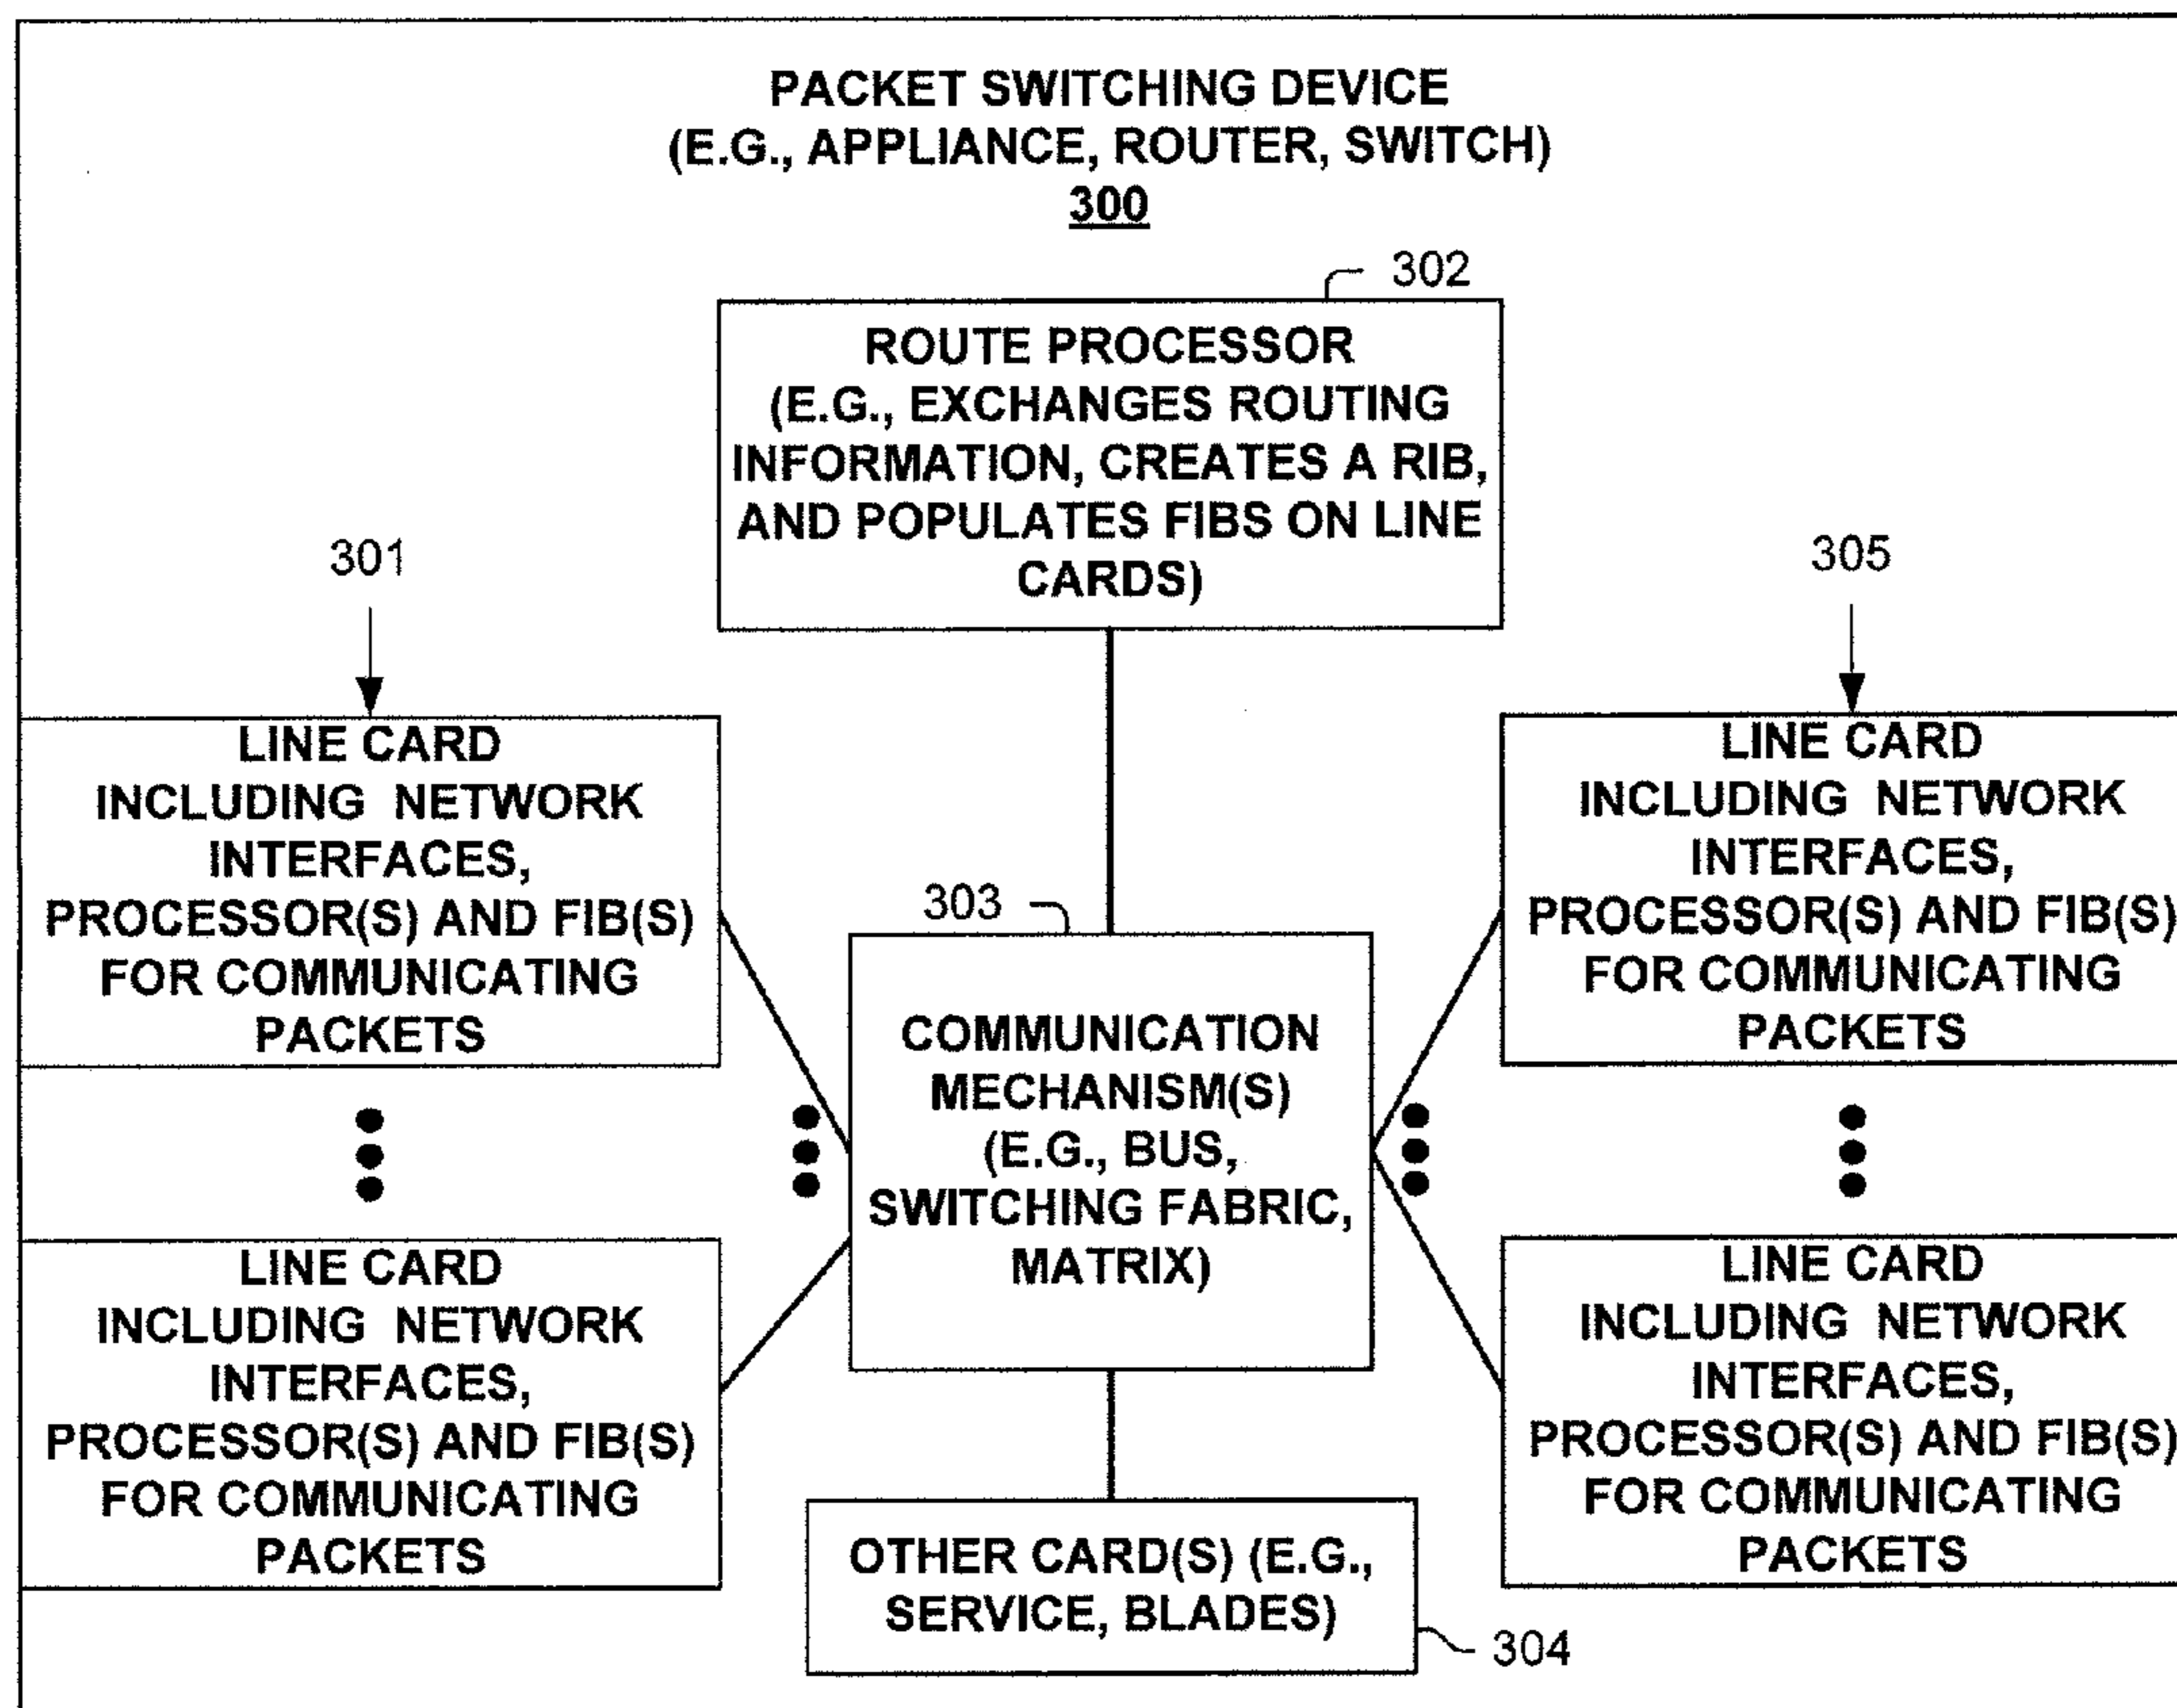 PACKET SWITCHING DEVICE
(E.G., APPLIANCE, ROUTER, SWITCH)
300
302
ROUTE PROCESSOR
(E.G., EXCHANGES ROUTING
INFORMATION, CREATES A RIB,
AND POPULATES FIBS ON LINE
CARDS)
301
305
LINE CARD
INCLUDING NETWORK
INTERFACES,
PROCESSOR(S) AND FIB(S)
FOR COMMUNICATING
PACKETS
LINE CARD
INCLUDING NETWORK
INTERFACES,
PROCESSOR(S) AND FIB(S)
FOR COMMUNICATING
PACKETS
303
COMMUNICATION
MECHANISM(S)
(E.G., BUS,
SWITCHING FABRIC,
MATRIX)
LINE CARD
INCLUDING NETWORK
INTERFACES,
PROCESSOR(S) AND FIB(S)
FOR COMMUNICATING
PACKETS
LINE CARD
INCLUDING NETWORK
INTERFACES,
PROCESSOR(S) AND FIB(S)
FOR COMMUNICATING
PACKETS
OTHER CARD(S) (E.G.,
SERVICE, BLADES)
304